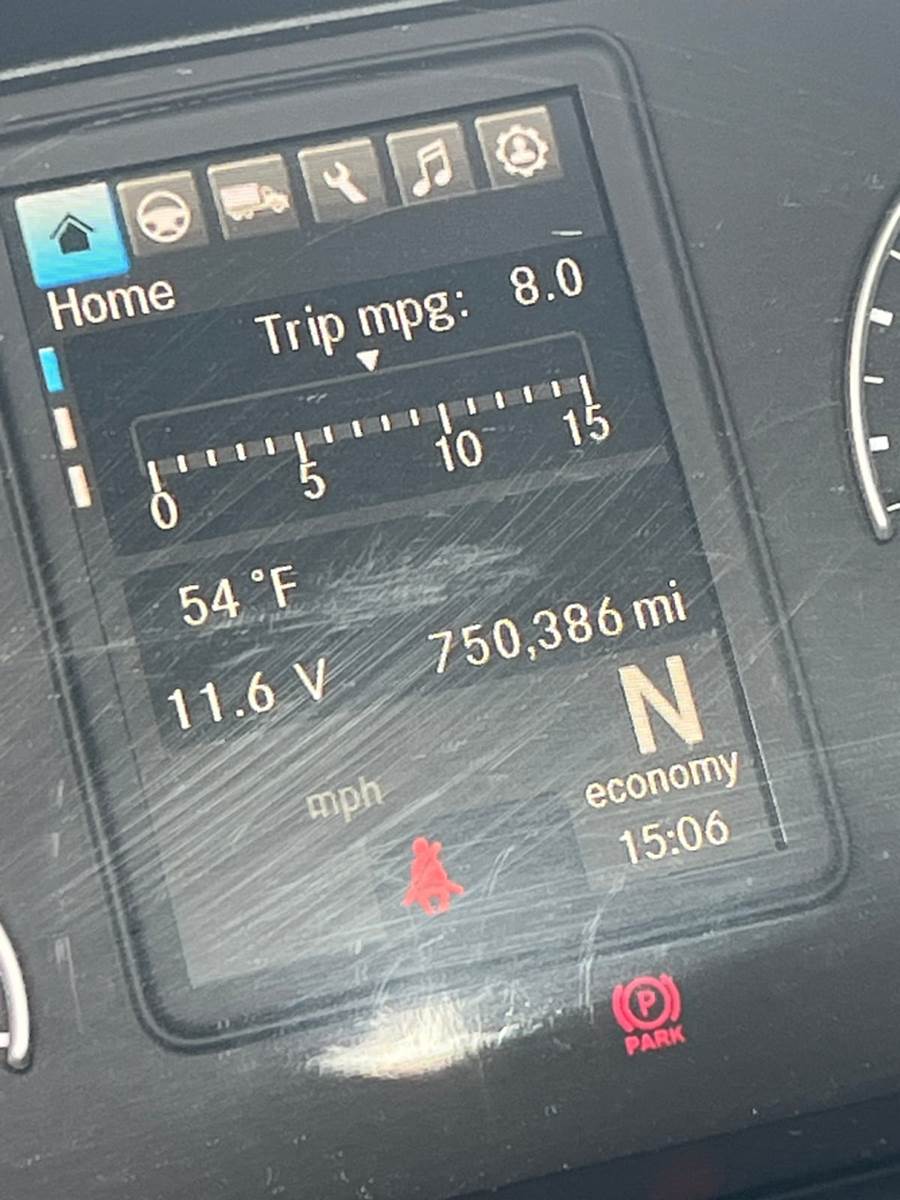 Home
Trip mpg: 8.0
0 5 10 15
54°F
11.6 V 750,386 mi
N
mph economy
15:06
P
PARK